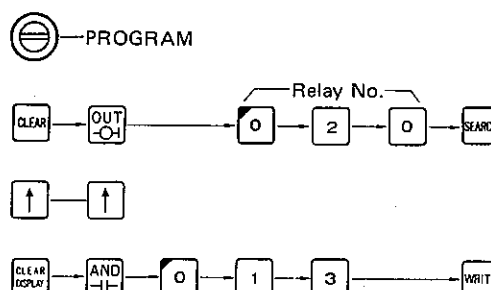 PROGRAM
Relay No.
CLEAR OUT 0 2 0 SEARC
↑ ↑
CLEAR DISPLAY AND 0 1 3 WRIT